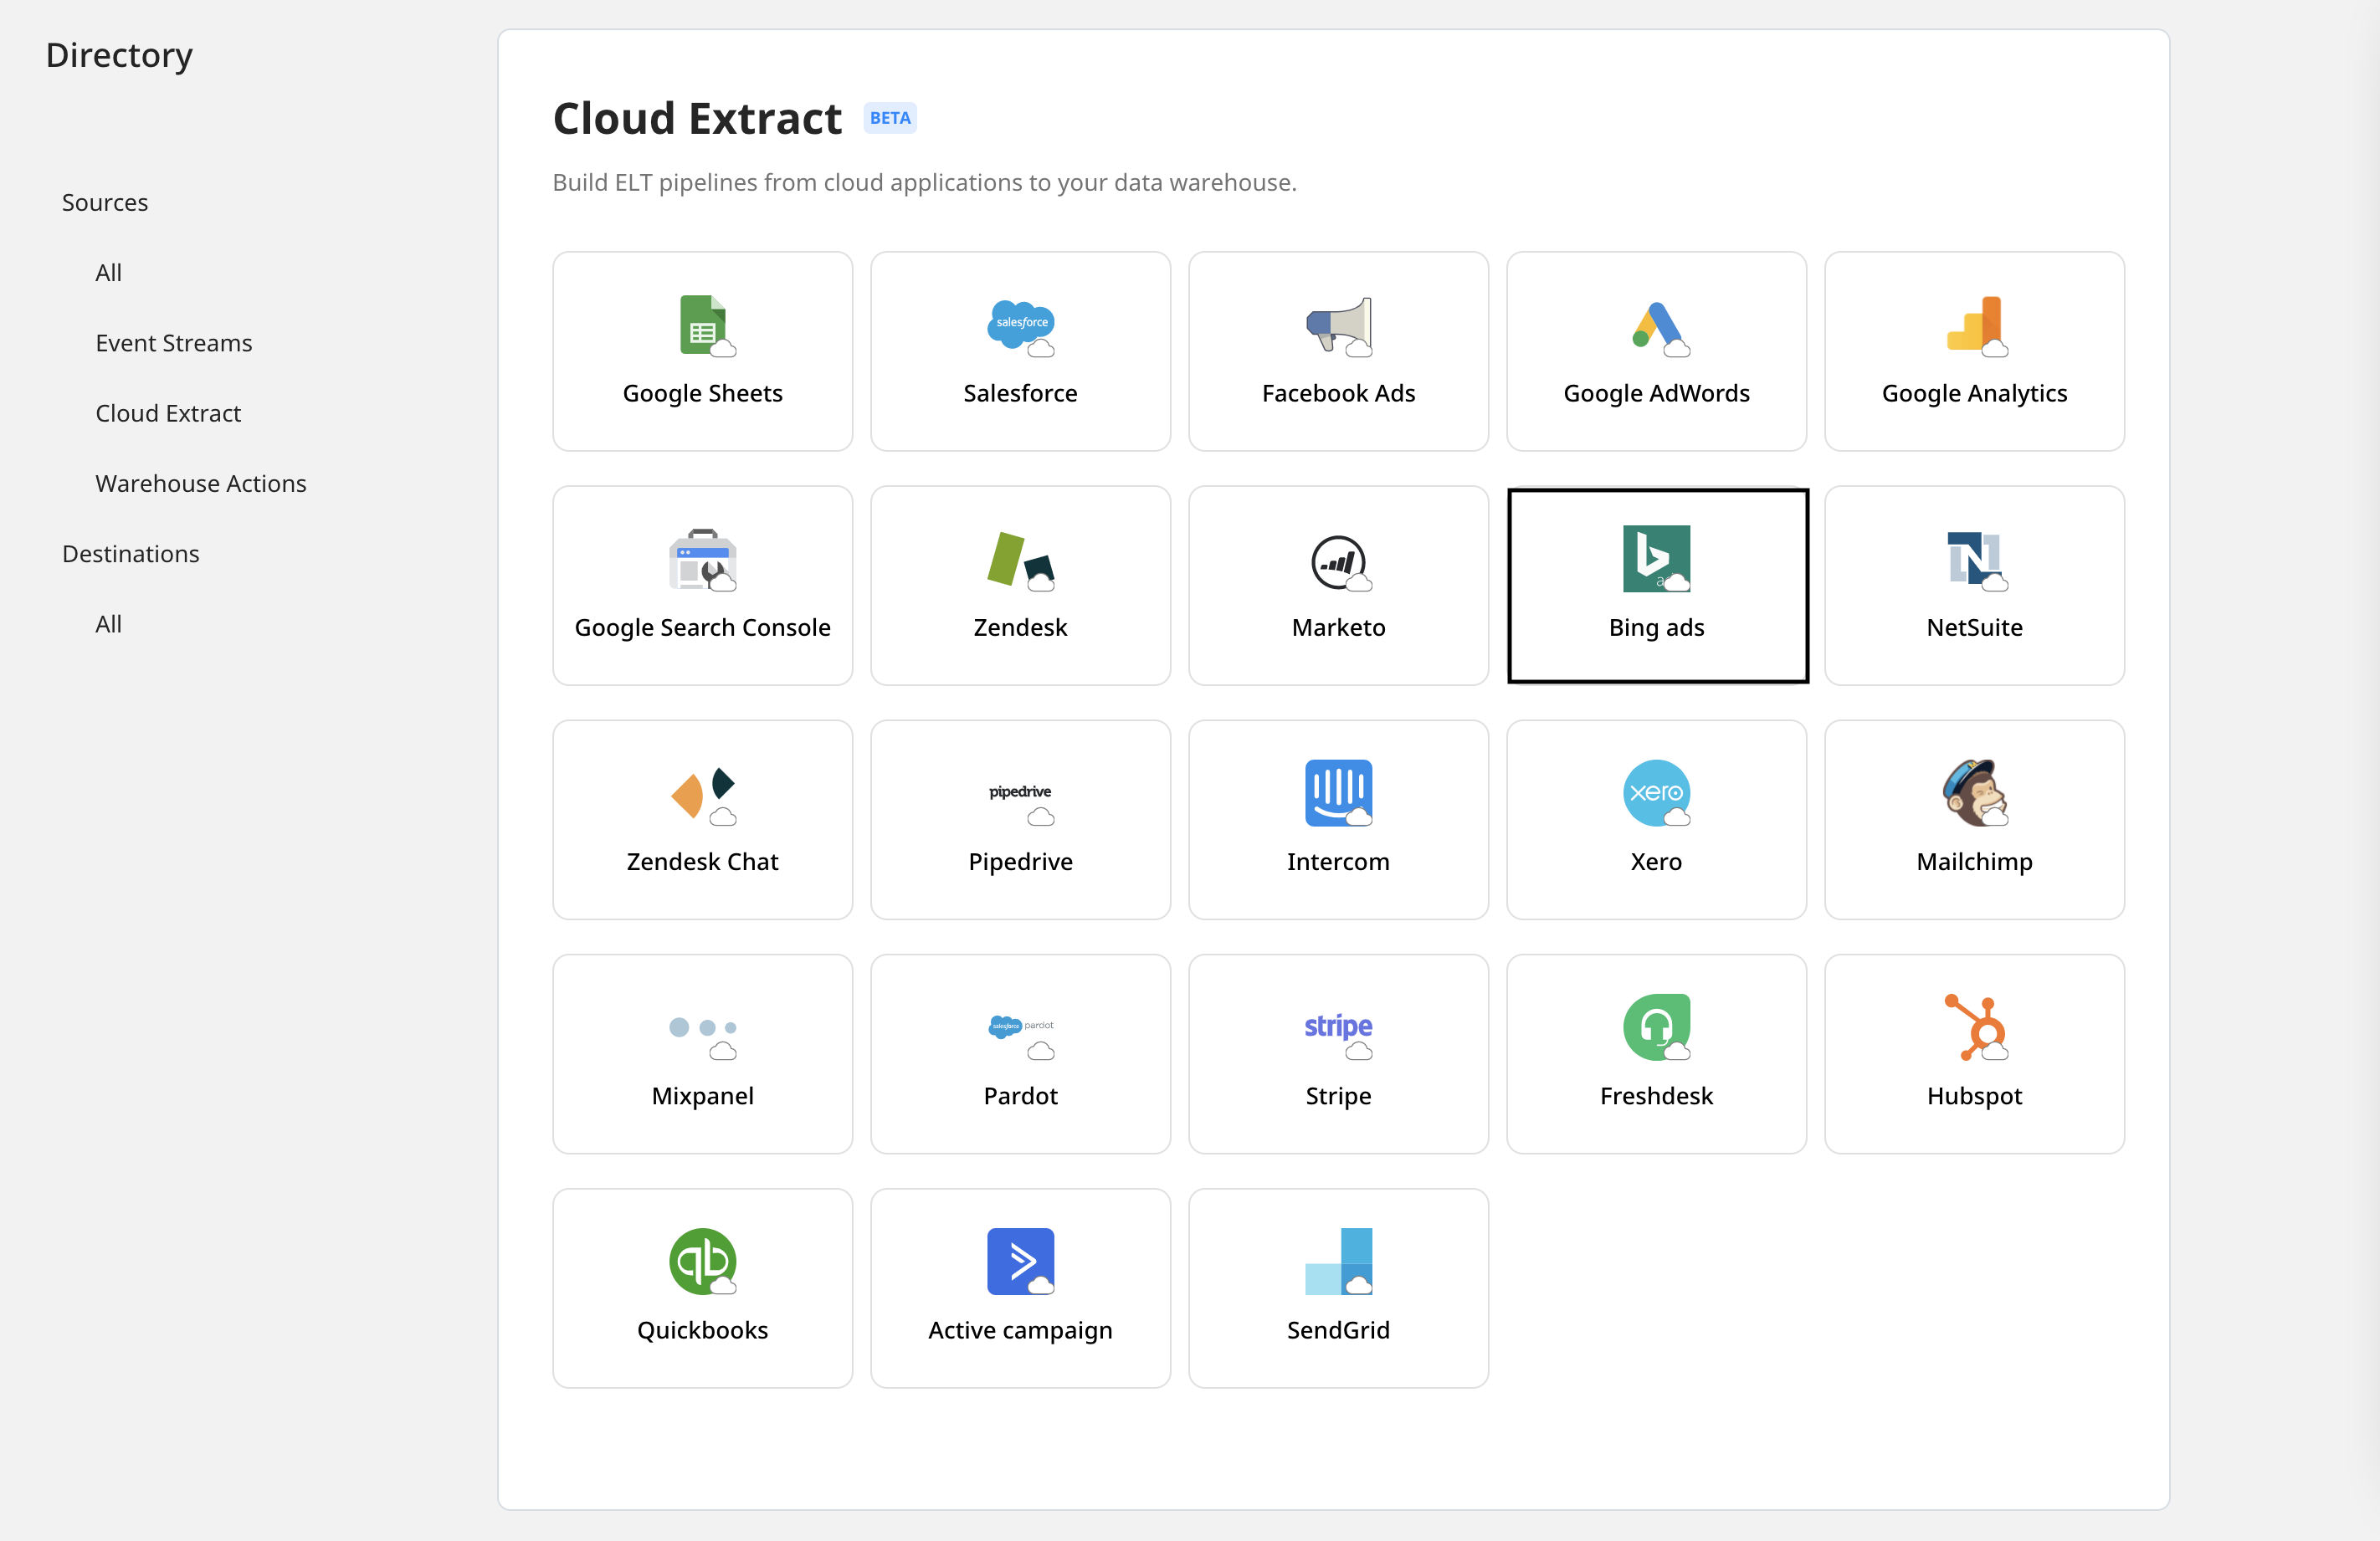 Directory
Sources
All
Event Streams
Cloud Extract
Warehouse Actions
Destinations
All
Cloud Extract BETA
Build ELT pipelines from cloud applications to your data warehouse.
salesforce
Google Sheets
Salesforce
Facebook Ads
Google AdWords
Google Analytics
Google Search Console
Zendesk
Marketo
Bing ads
NetSuite
pipedrive
xero
Zendesk Chat
Pipedrive
Intercom
Xero
Mailchimp
salesforce pardot
stripe
Mixpanel
Pardot
Stripe
Freshdesk
Hubspot
qb
Quickbooks
Active campaign
SendGrid